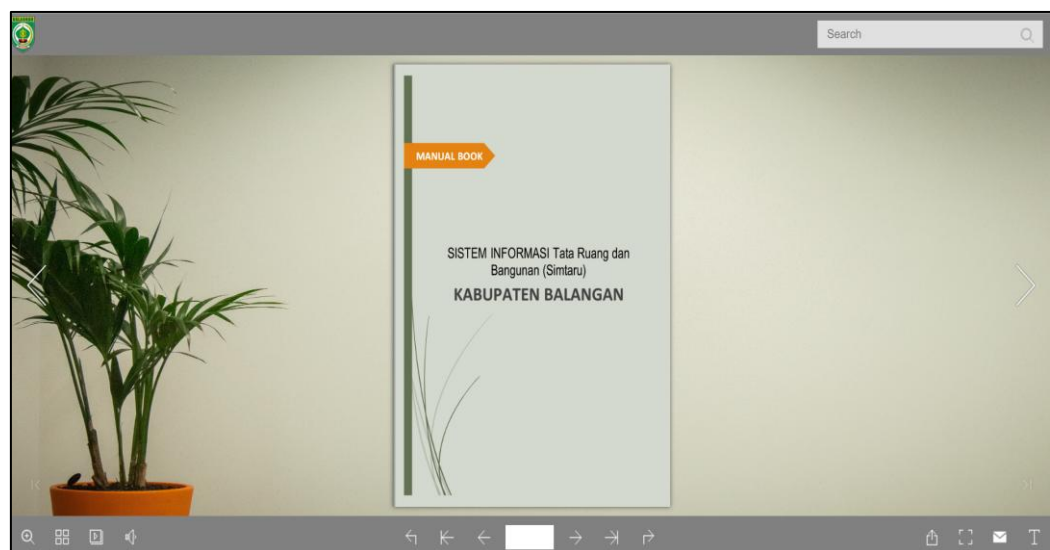 Search
MANUAL BOOK
SISTEM INFORMASI Tata Ruang dan
Bangunan (Simtaru)
KABUPATEN BALANGAN